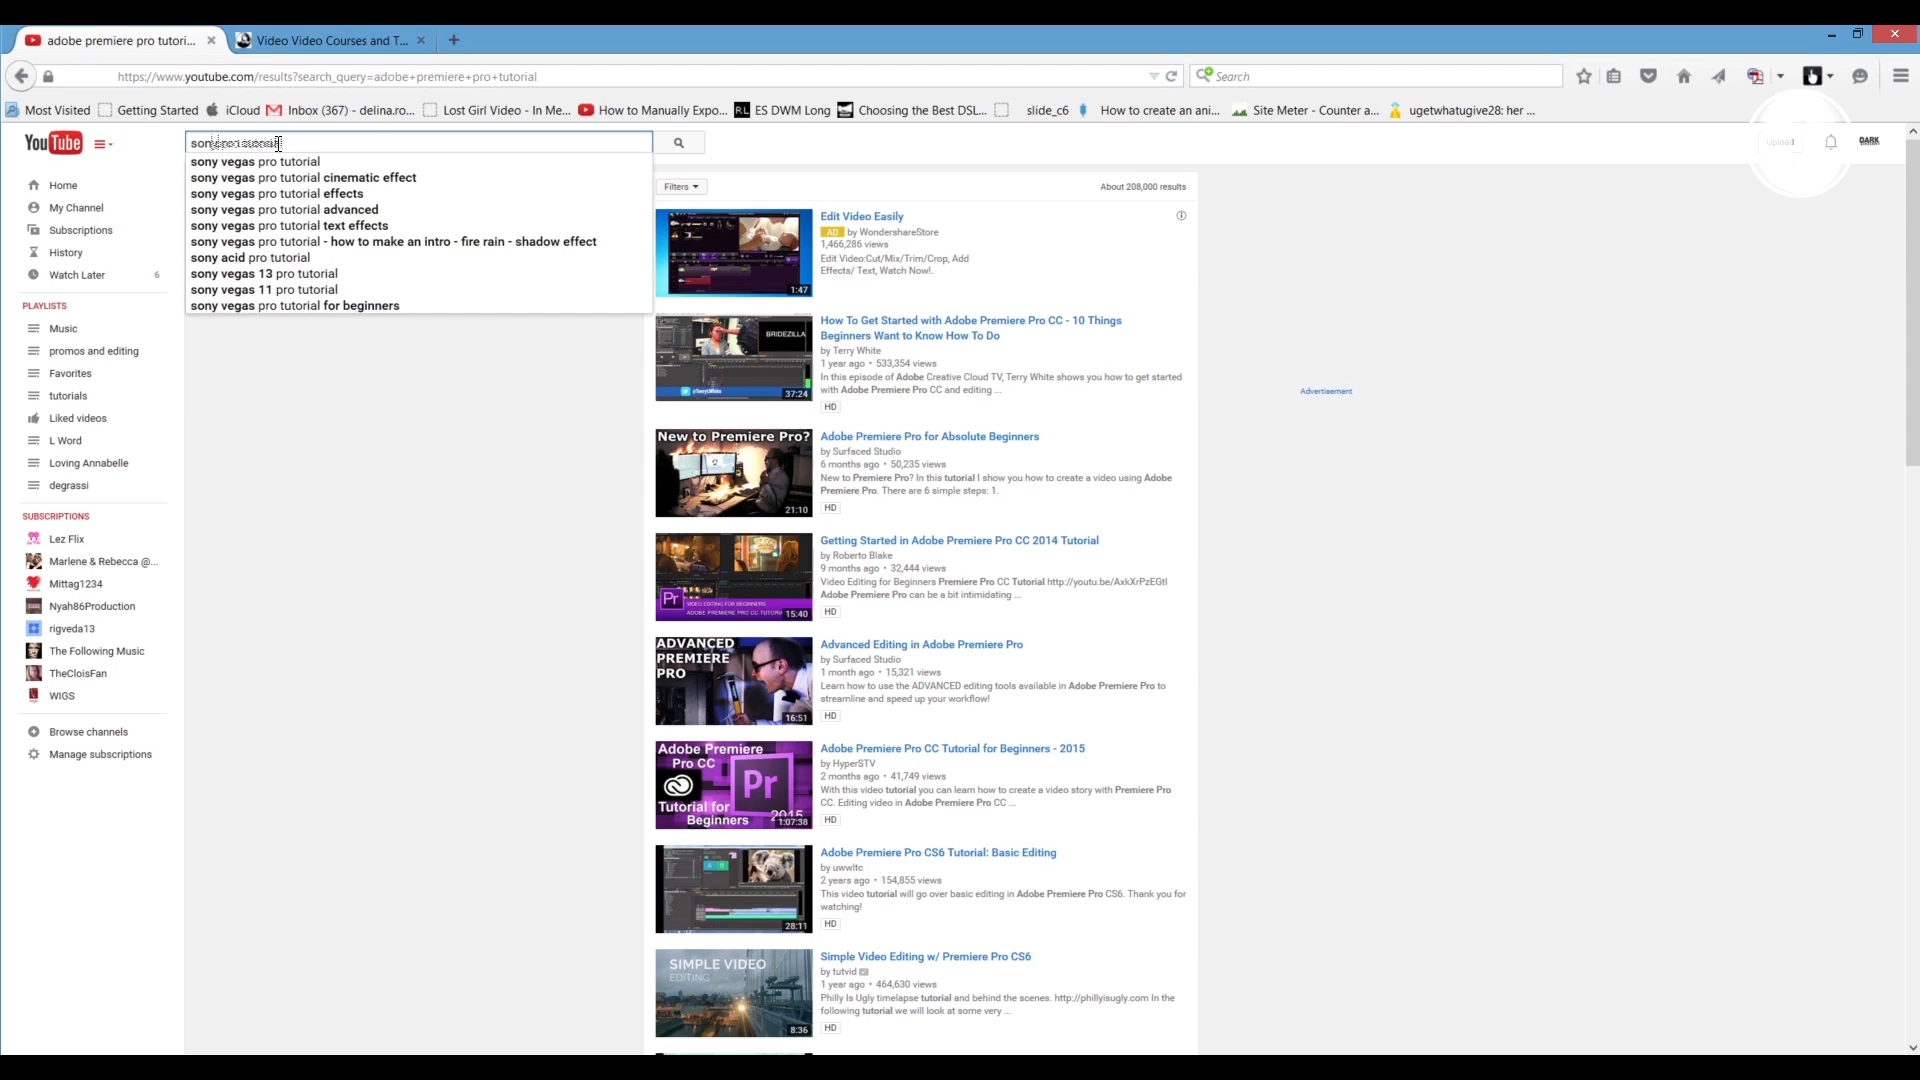 adobe premiere pro tutori...
Video Video Courses and T...
https://www.youtube.com/results?search_query=adobe+premiere+pro+tutorial
Search
Most Visited
Getting Started
iCloud
Inbox (367) - delina.ro...
Lost Girl Video - In Me...
How to Manually Expo...
RL ES DWM Long
Choosing the Best DSL...
slide_c6
How to create an ani...
Site Meter - Counter a...
ugetwhatugive28: her ...
YouTube
Upload
DARK
sony vegas pro tutorial
sony vegas pro tutorial cinematic effect
sony vegas pro tutorial effects
sony vegas pro tutorial advanced
sony vegas pro tutorial text effects
sony vegas pro tutorial - how to make an intro - fire rain - shadow effect
sony acid pro tutorial
sony vegas 13 pro tutorial
sony vegas 11 pro tutorial
sony vegas pro tutorial for beginners
Home
My Channel
Subscriptions
History
Watch Later 6
PLAYLISTS
Music
promos and editing
Favorites
tutorials
Liked videos
L Word
Loving Annabelle
degrassi
SUBSCRIPTIONS
Lez Flix
Marlene & Rebecca @...
Mittag1234
Nyah86Production
rigveda13
The Following Music
TheCloisFan
WIGS
Browse channels
Manage subscriptions
Filters
About 208,000 results
1:47
Edit Video Easily
AD by WondershareStore
1,466,286 views
Edit Video:Cut/Mix/Trim/Crop, Add
Effects/ Text, Watch Now!.
BRIDEZILLA
@TerryLWhite
37:24
How To Get Started with Adobe Premiere Pro CC - 10 Things
Beginners Want to Know How To Do
by Terry White
1 year ago • 533,354 views
In this episode of Adobe Creative Cloud TV, Terry White shows you how to get started
with Adobe Premiere Pro CC and editing ...
HD
New to Premiere Pro?
21:10
Adobe Premiere Pro for Absolute Beginners
by Surfaced Studio
6 months ago • 50,235 views
New to Premiere Pro? In this tutorial I show you how to create a video using Adobe
Premiere Pro. There are 6 simple steps: 1.
HD
Pr
VIDEO EDITING FOR BEGINNERS
ADOBE PREMIERE PRO CC TUTORI
15:40
Getting Started in Adobe Premiere Pro CC 2014 Tutorial
by Roberto Blake
9 months ago • 32,444 views
Video Editing for Beginners Premiere Pro CC Tutorial http://youtu.be/AxkXrPzEGtI
Adobe Premiere Pro can be a bit intimidating ...
HD
ADVANCED
PREMIERE
PRO
16:51
Advanced Editing in Adobe Premiere Pro
by Surfaced Studio
1 month ago • 15,321 views
Learn how to use the ADVANCED editing tools available in Adobe Premiere Pro to
streamline and speed up your workflow!
HD
Adobe Premiere
Pro CC
Pr
Tutorial for
Beginners 2015
1:07:38
Adobe Premiere Pro CC Tutorial for Beginners - 2015
by HyperSTV
2 months ago • 41,749 views
With this video tutorial you can learn how to create a video story with Premiere Pro
CC. Editing video in Adobe Premiere Pro CC ...
HD
28:11
Adobe Premiere Pro CS6 Tutorial: Basic Editing
by uwwltc
2 years ago • 154,855 views
This video tutorial will go over basic editing in Adobe Premiere Pro CS6. Thank you for
watching!
HD
SIMPLE VIDEO
EDITING
8:36
Simple Video Editing w/ Premiere Pro CS6
by tutvid
1 year ago • 464,630 views
Philly Is Ugly timelapse tutorial and behind the scenes. http://phillyisugly.com In the
following tutorial we will look at some very ...
HD
Advertisement